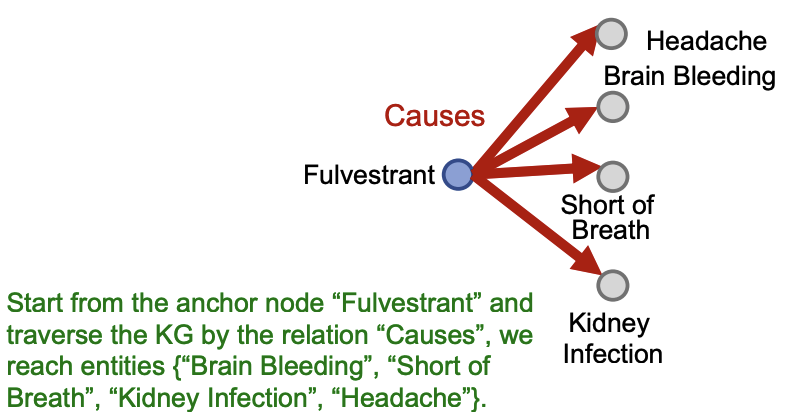 Headache
Brain Bleeding
Causes
Fulvestrant
Short of
Breath
Kidney
Infection
Start from the anchor node “Fulvestrant” and
traverse the KG by the relation “Causes”, we
reach entities {“Brain Bleeding”, “Short of
Breath”, “Kidney Infection”, “Headache”}.